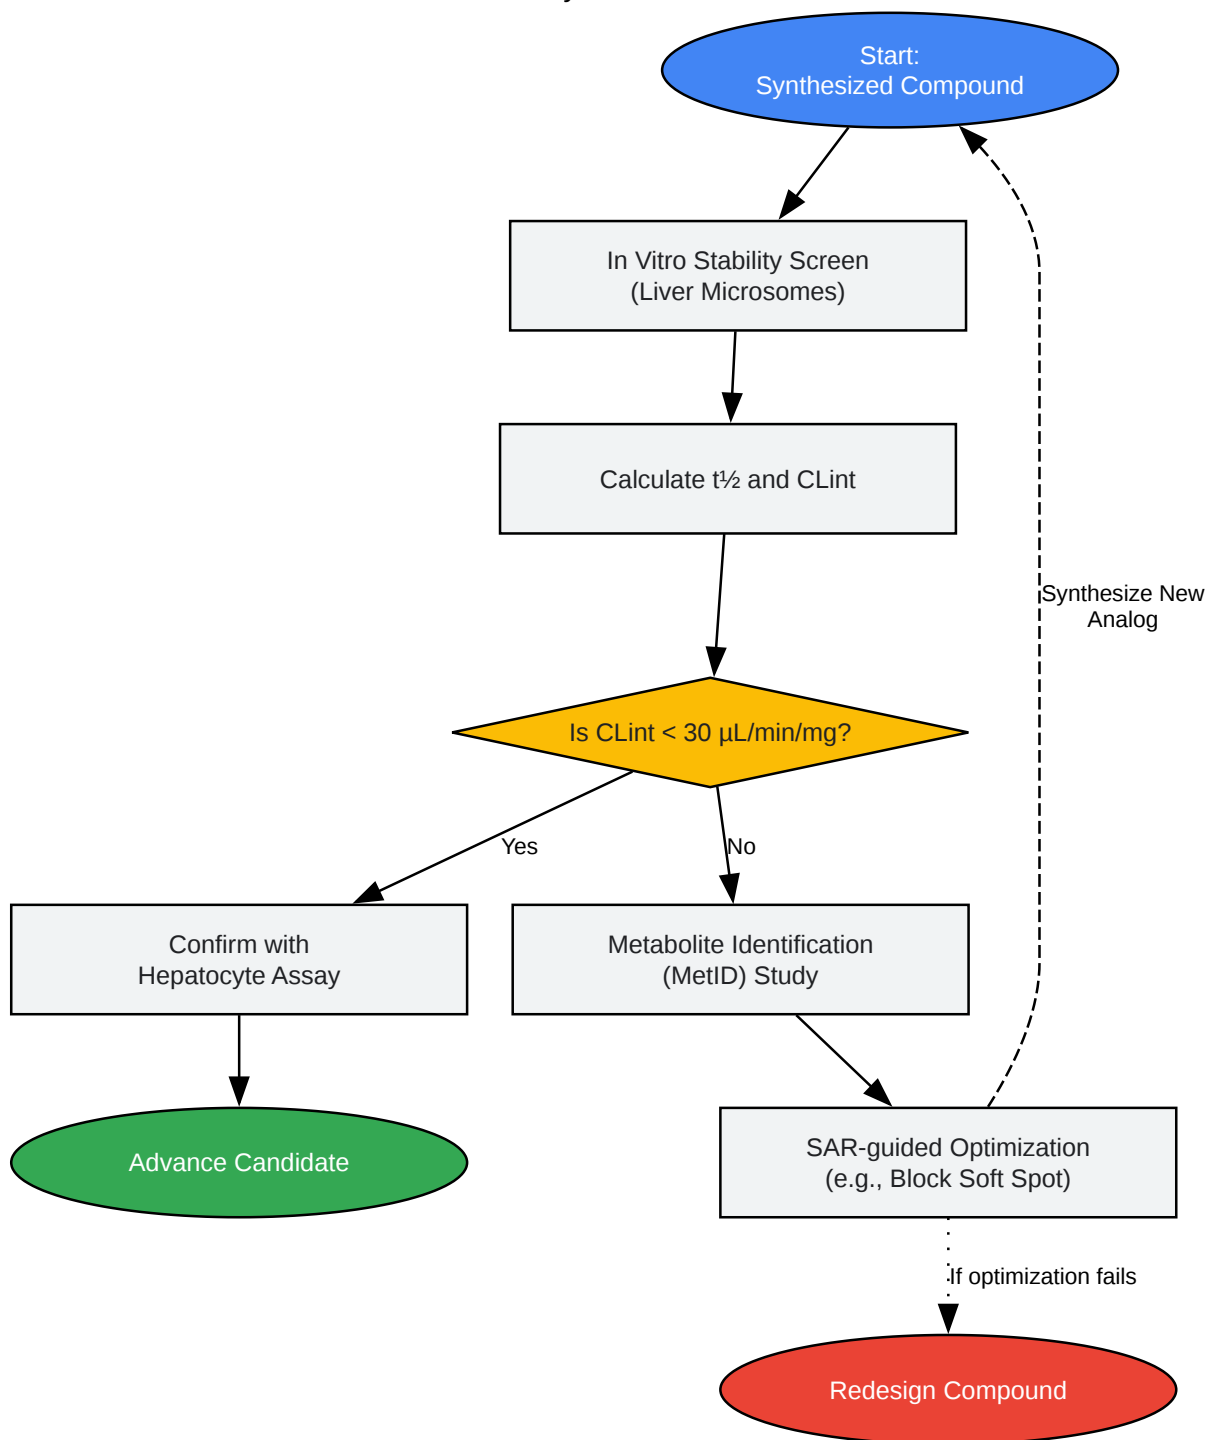 Start:
Synthesized Compound
In Vitro Stability Screen
(Liver Microsomes)
Calculate t½ and CLint
Synthesize New
Analog
Is CLint < 30 µL/min/mg?
Yes
No
Confirm with
Hepatocyte Assay
Metabolite Identification
(MetID) Study
Advance Candidate
SAR-guided Optimization
(e.g., Block Soft Spot)
If optimization fails
Redesign Compound